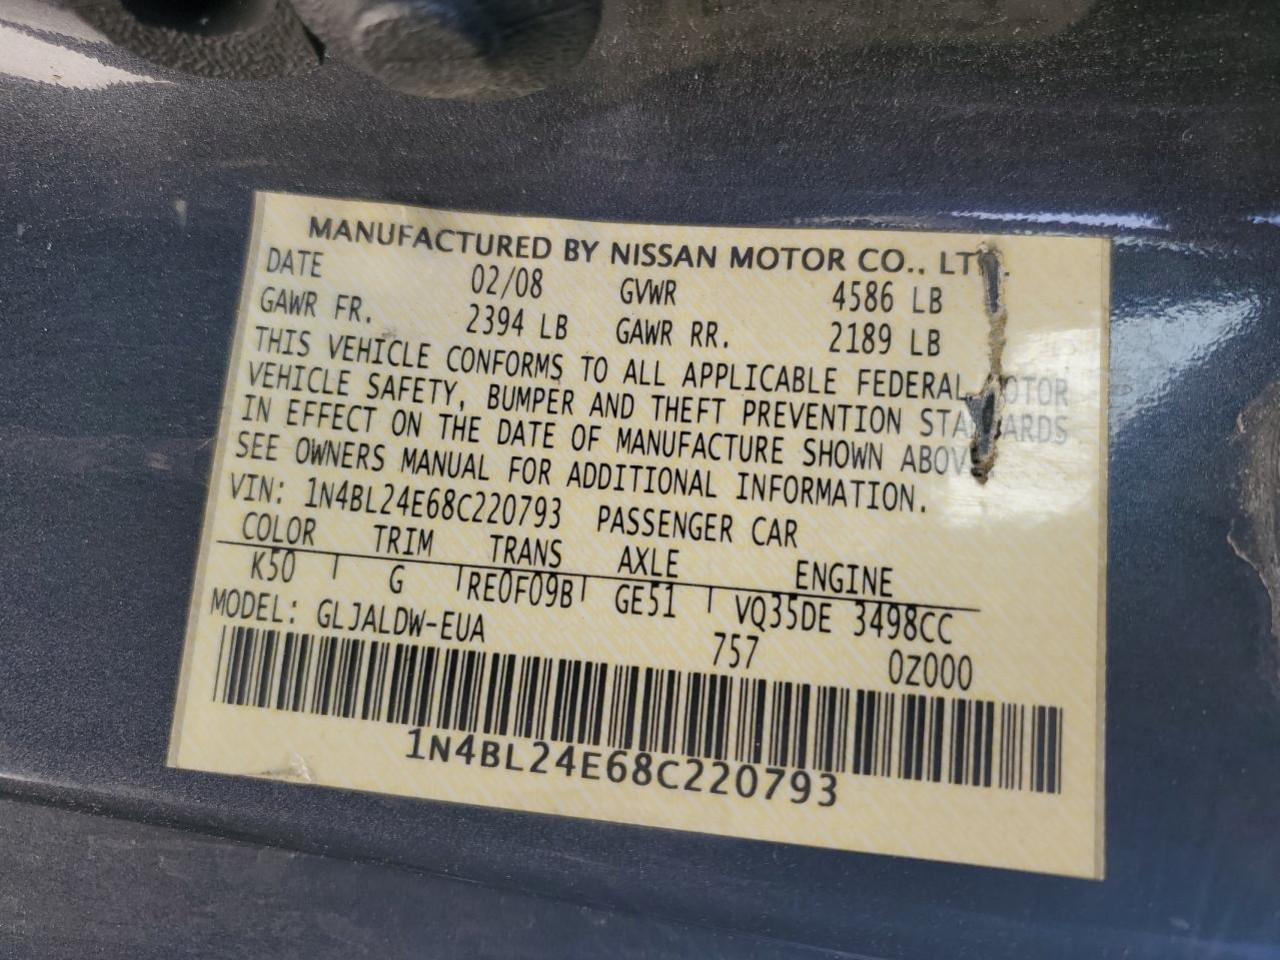 MANUFACTURED BY NISSAN MOTOR CO., LTD.
DATE 02/08 GVWR 4586 LB
GAWR FR. 2394 LB GAWR RR. 2189 LB
THIS VEHICLE CONFORMS TO ALL APPLICABLE FEDERAL MOTOR
VEHICLE SAFETY, BUMPER AND THEFT PREVENTION STANDARDS
IN EFFECT ON THE DATE OF MANUFACTURE SHOWN ABOVE.
SEE OWNERS MANUAL FOR ADDITIONAL INFORMATION.
VIN: 1N4BL24E68C220793 PASSENGER CAR
COLOR TRIM TRANS AXLE ENGINE
K50 G RE0F09B GE51 VQ35DE 3498CC
MODEL: GLJALDW-EUA 757 0Z000
1N4BL24E68C220793